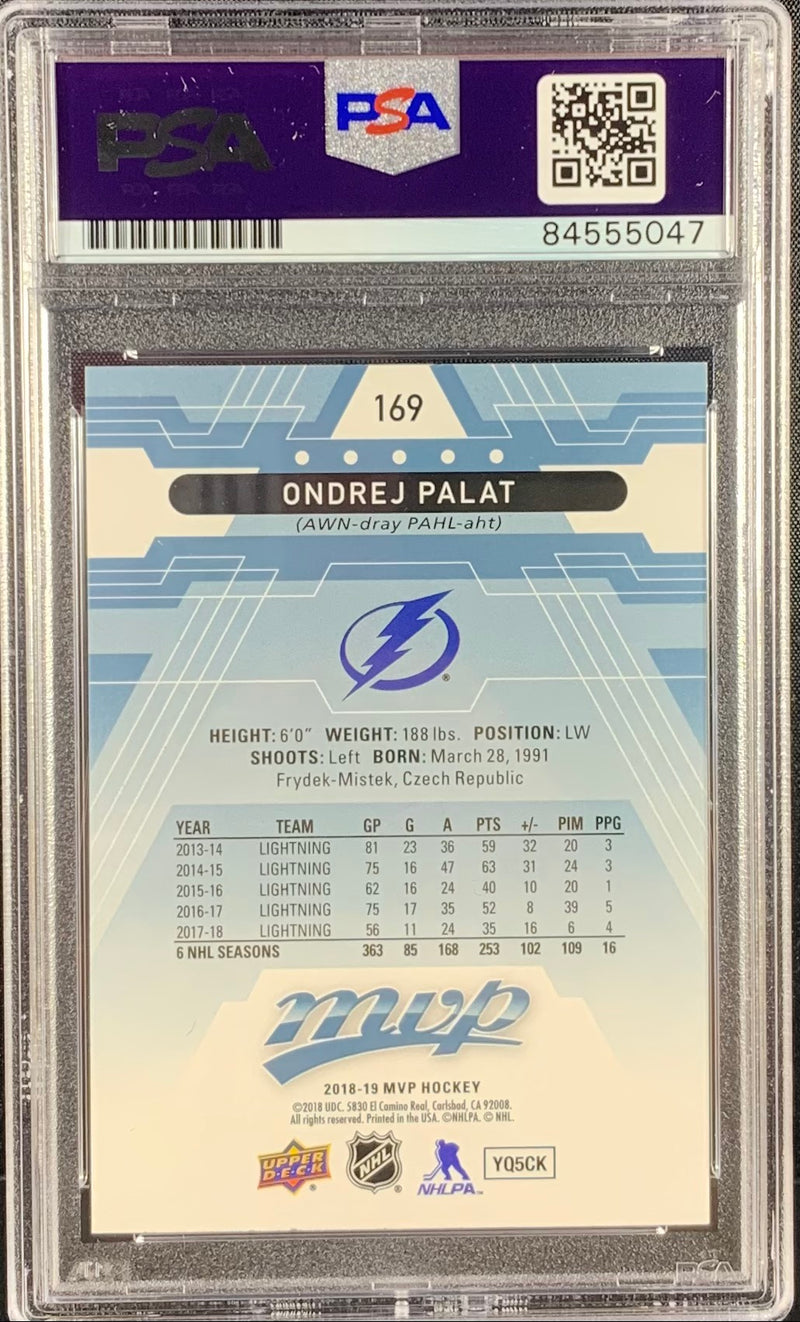 PSA
PSA
84555047
169
ONDREJ PALAT
(AWN-dray PAHL-aht)
HEIGHT: 6'0" WEIGHT: 188 lbs. POSITION: LW
SHOOTS: Left BORN: March 28, 1991
Frydek-Mistek, Czech Republic
YEAR TEAM GP G A PTS +/- PIM PPG
2013-14 LIGHTNING 81 23 36 59 32 20 3
2014-15 LIGHTNING 75 16 47 63 31 24 3
2015-16 LIGHTNING 62 16 24 40 10 20 1
2016-17 LIGHTNING 75 17 35 52 8 39 5
2017-18 LIGHTNING 56 11 24 35 16 6 4
6 NHL SEASONS 363 85 168 253 102 109 16
mvp
2018-19 MVP HOCKEY
©2018 UDC. 5830 El Camino Real, Carlsbad, CA 92008.
All rights reserved. Printed in the USA. ©NHLPA. © NHL.
UPPER DECK ® NHL ® NHLPA™ YQ5CK
PSA